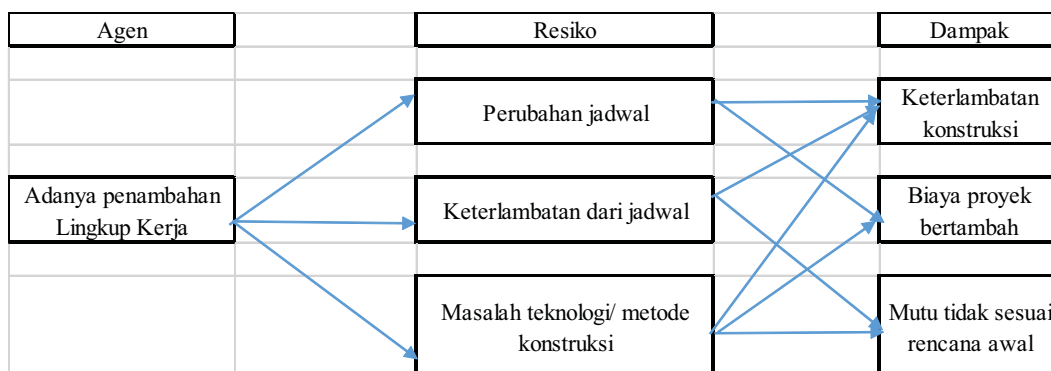 Agen
Resiko
Dampak
Perubahan jadwal
Keterlambatan
konstruksi
Adanya penambahan
Lingkup Kerja
Keterlambatan dari jadwal
Biaya proyek
bertambah
Masalah teknologi/ metode
konstruksi
Mutu tidak sesuai
rencana awal